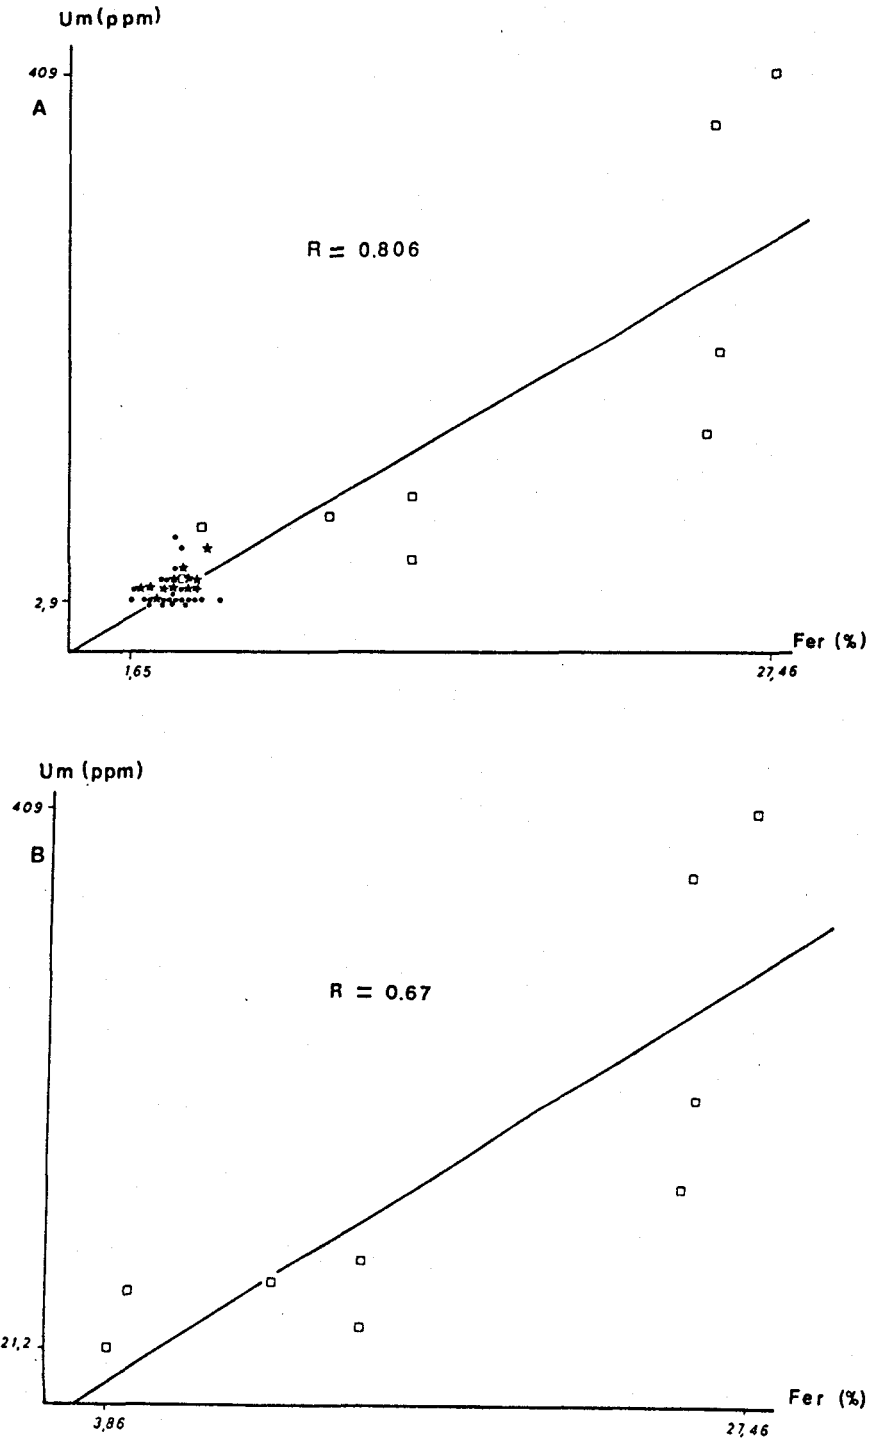 Um (ppm)
409
A
R = 0.806
2,9
Fer (%)
1,65
27,46
Um (ppm)
409
B
R = 0.67
21,2
Fer (%)
3,86
27,46